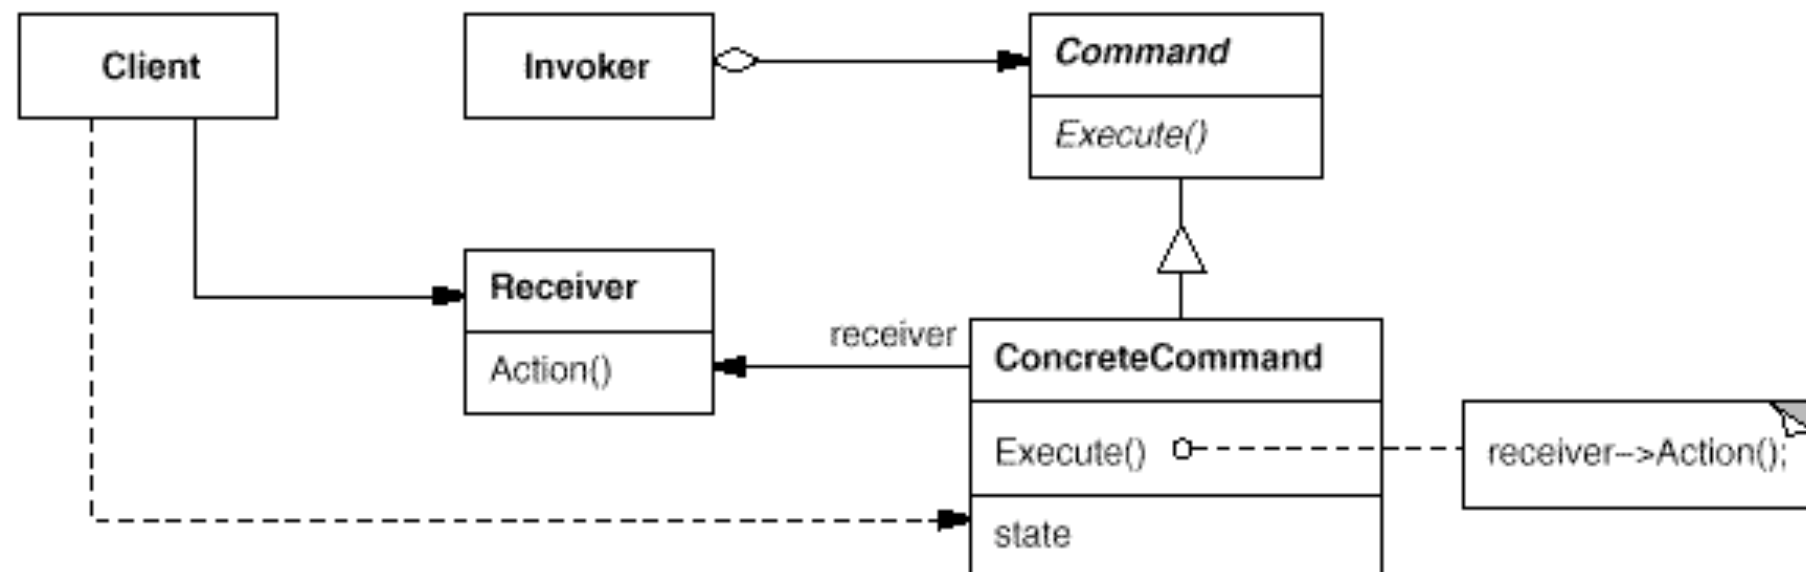 Client
Invoker
Command
Execute()
Receiver
Action()
receiver
ConcreteCommand
Execute()
receiver–>Action();
state